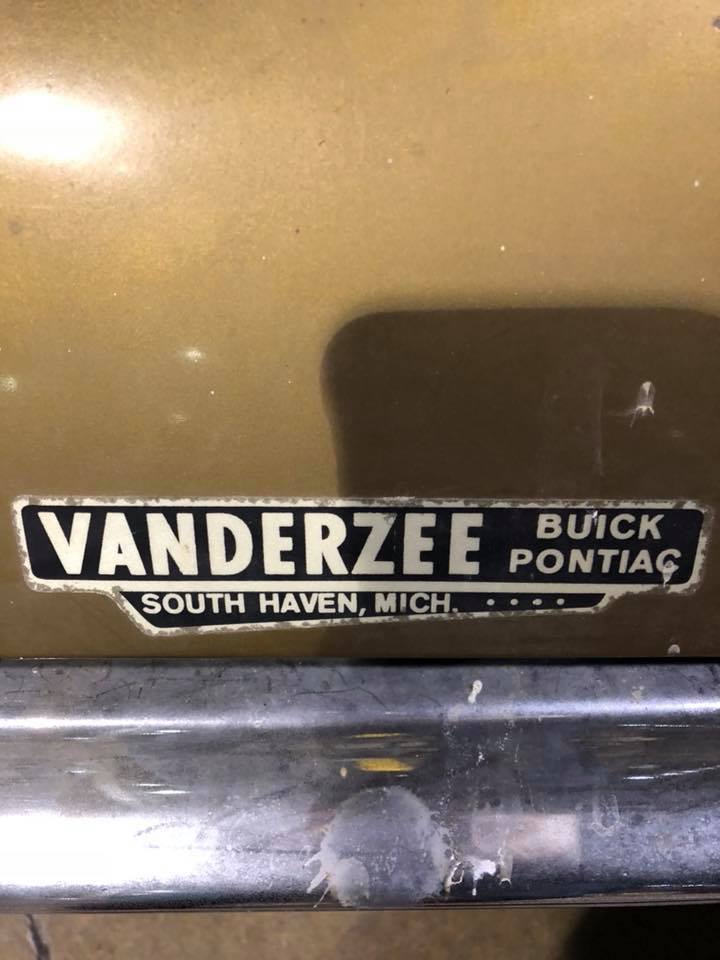 VANDERZEE BUICK
PONTIAC
SOUTH HAVEN, MICH. . . . .